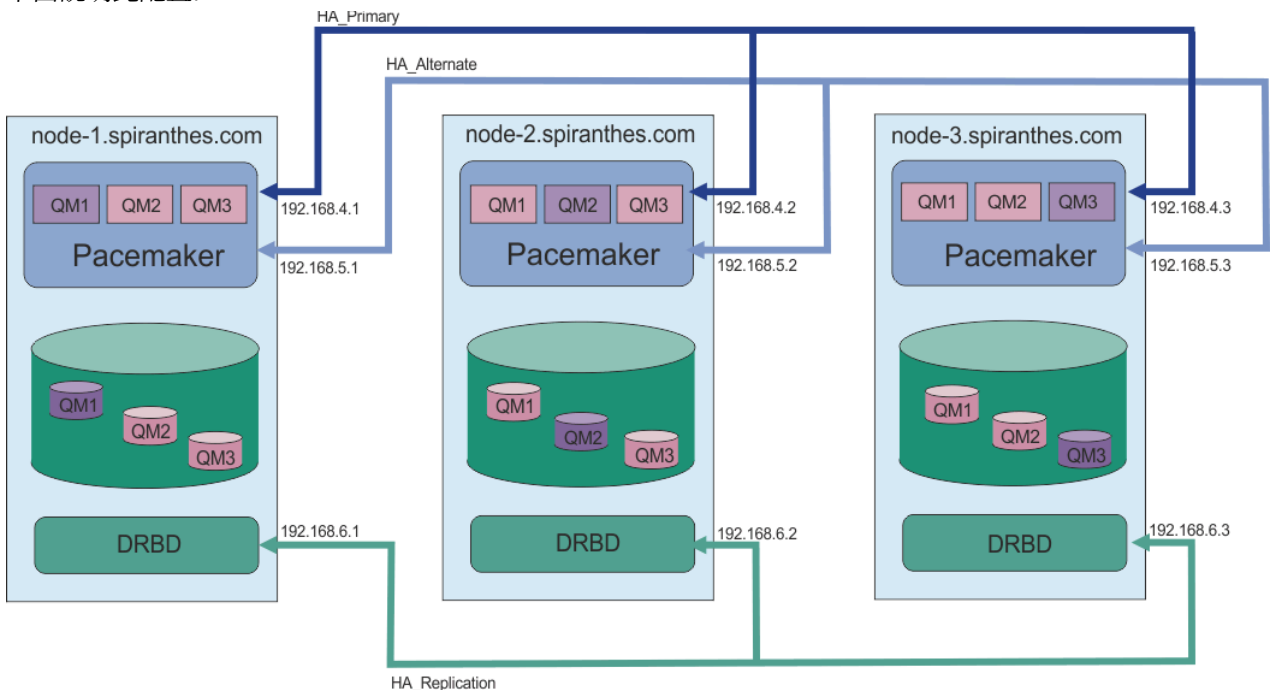 HA_Primary
HA_Alternate
node-1.spiranthes.com
node-2.spiranthes.com
node-3.spiranthes.com
QM1 QM2 QM3
192.168.4.1
Pacemaker
192.168.5.1
QM1 QM2 QM3
192.168.4.2
Pacemaker
192.168.5.2
QM1 QM2 QM3
192.168.4.3
Pacemaker
192.168.5.3
QM1
QM2
QM3
QM1
QM2
QM3
QM1
QM2
QM3
192.168.6.1
DRBD
192.168.6.2
DRBD
192.168.6.3
DRBD
HA_Replication